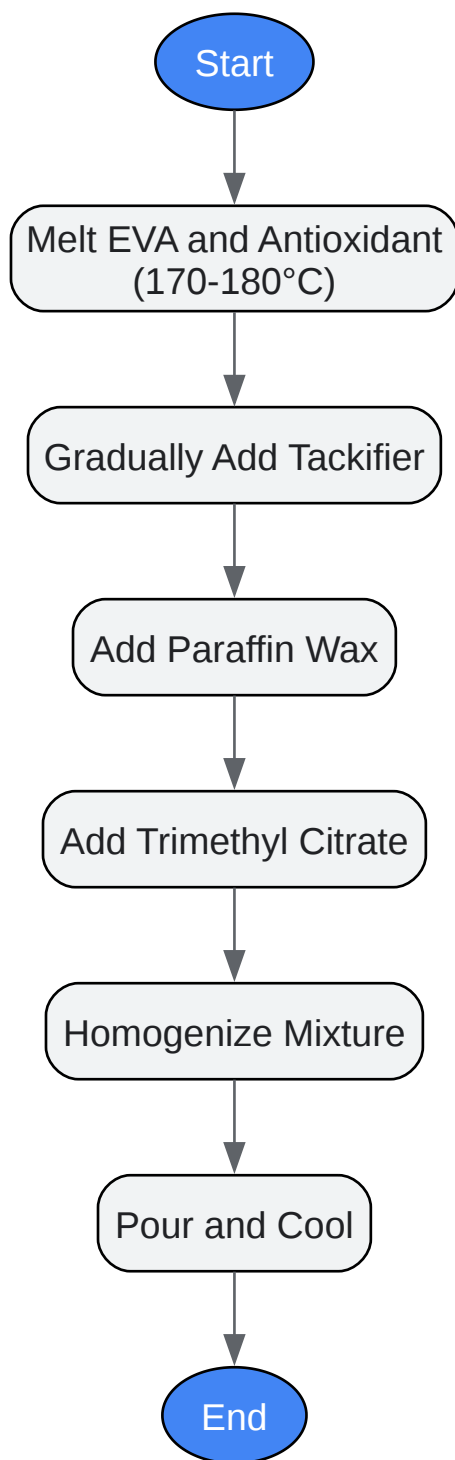 Start
Melt EVA and Antioxidant
(170-180°C)
Gradually Add Tackifier
Add Paraffin Wax
Add Trimethyl Citrate
Homogenize Mixture
Pour and Cool
End